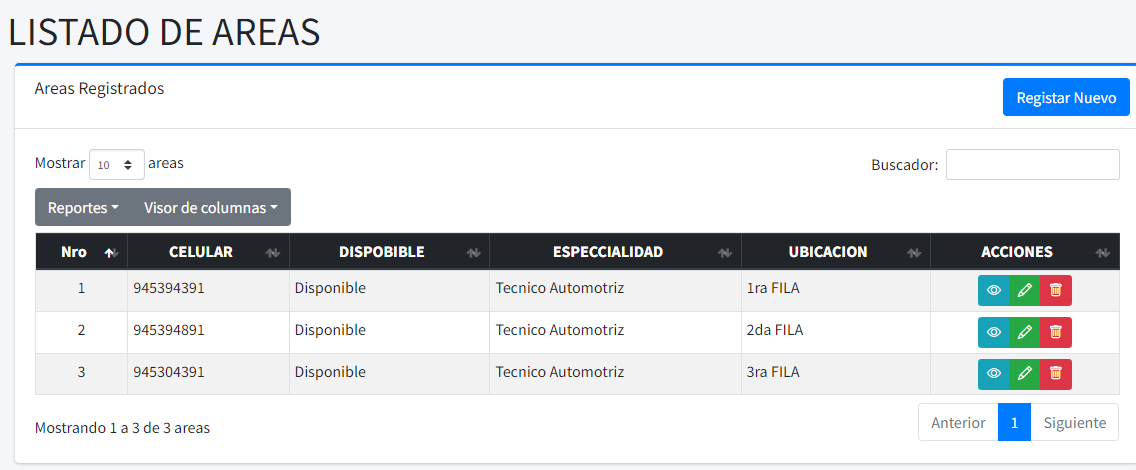 LISTADO DE AREAS
Areas Registrados
Registar Nuevo
Mostrar 10 areas
Buscador:
Reportes Visor de columnas
Nro CELULAR DISPOBIBLE ESPECCIALIDAD UBICACION ACCIONES
1 945394391 Disponible Tecnico Automotriz 1ra FILA
2 945394891 Disponible Tecnico Automotriz 2da FILA
3 945304391 Disponible Tecnico Automotriz 3ra FILA
Mostrando 1 a 3 de 3 areas
Anterior 1 Siguiente